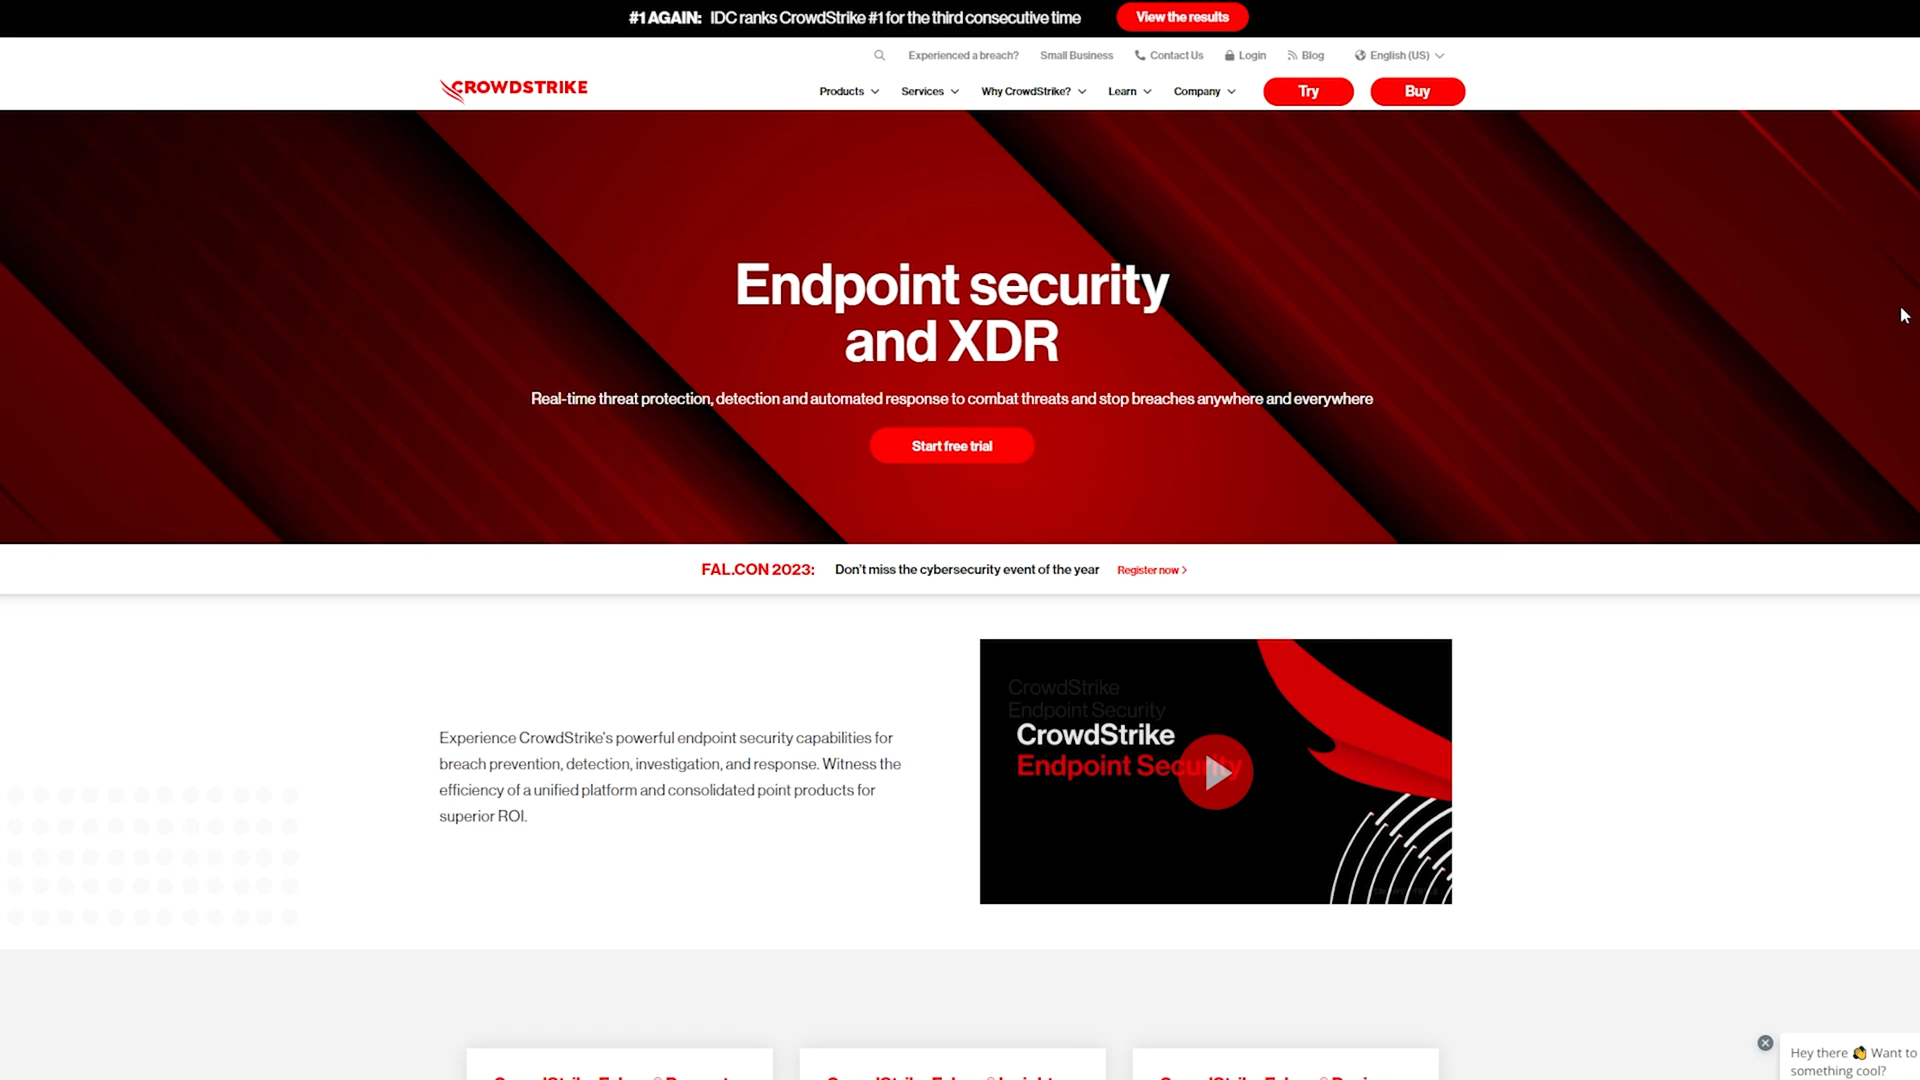 #1 AGAIN: IDC ranks CrowdStrike #1 for the third consecutive time View the results
Experienced a breach? Small Business Contact Us Login Blog English (US)
CROWDSTRIKE Products Services Why CrowdStrike? Learn Company Try Buy
Endpoint security
and XDR
Real-time threat protection, detection and automated response to combat threats and stop breaches anywhere and everywhere
Start free trial
FAL.CON 2023: Don't miss the cybersecurity event of the year Register now
Experience CrowdStrike's powerful endpoint security capabilities for
breach prevention, detection, investigation, and response. Witness the
efficiency of a unified platform and consolidated point products for
superior ROI.
CrowdStrike
Endpoint Security
CrowdStrike
Endpoint Security
Hey there 👋 Want to
something cool?